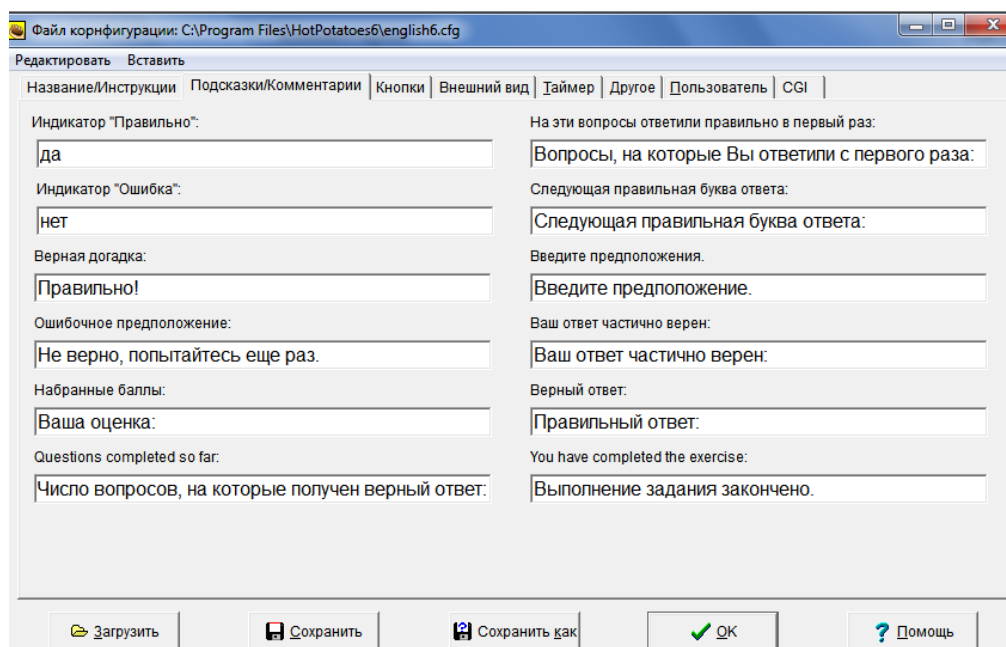 Файл корнфигурации: C:\Program Files\HotPotatoes6\english6.cfg
Редактировать Вставить
Название/Инструкции Подсказки/Комментарии Кнопки Внешний вид Таймер Другое Пользователь CGI
Индикатор "Правильно":
да
Индикатор "Ошибка":
нет
Верная догадка:
Правильно!
Ошибочное предположение:
Не верно, попытайтесь еще раз.
Набранные баллы:
Ваша оценка:
Questions completed so far:
Число вопросов, на которые получен верный ответ:
На эти вопросы ответили правильно в первый раз:
Вопросы, на которые Вы ответили с первого раза:
Следующая правильная буква ответа:
Следующая правильная буква ответа:
Введите предположения.
Введите предположение.
Ваш ответ частично верен:
Ваш ответ частично верен:
Верный ответ:
Правильный ответ:
You have completed the exercise:
Выполнение задания закончено.
Загрузить Сохранить Сохранить как OK Помощь